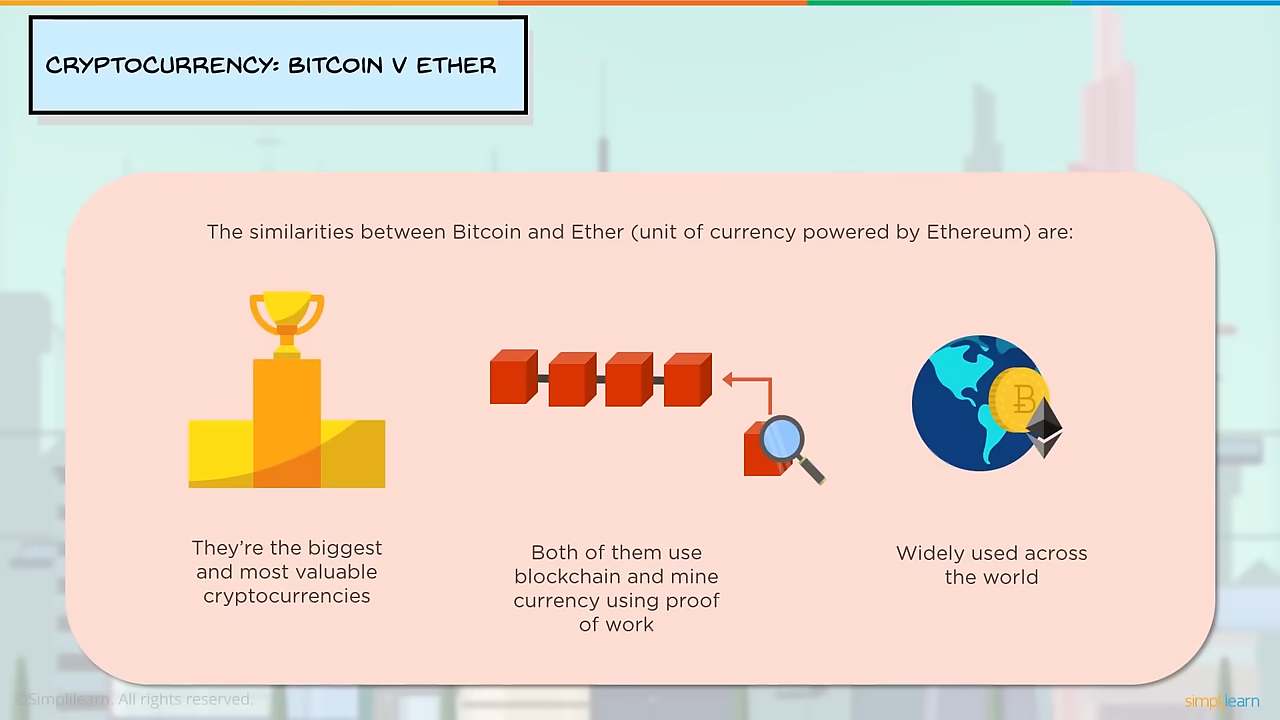 CRYPTOCURRENCY: BITCOIN V ETHER
The similarities between Bitcoin and Ether (unit of currency powered by Ethereum) are:
They're the biggest
and most valuable
cryptocurrencies
Both of them use
blockchain and mine
currency using proof
of work
Widely used across
the world
©Simplilearn. All rights reserved.
simplilearn